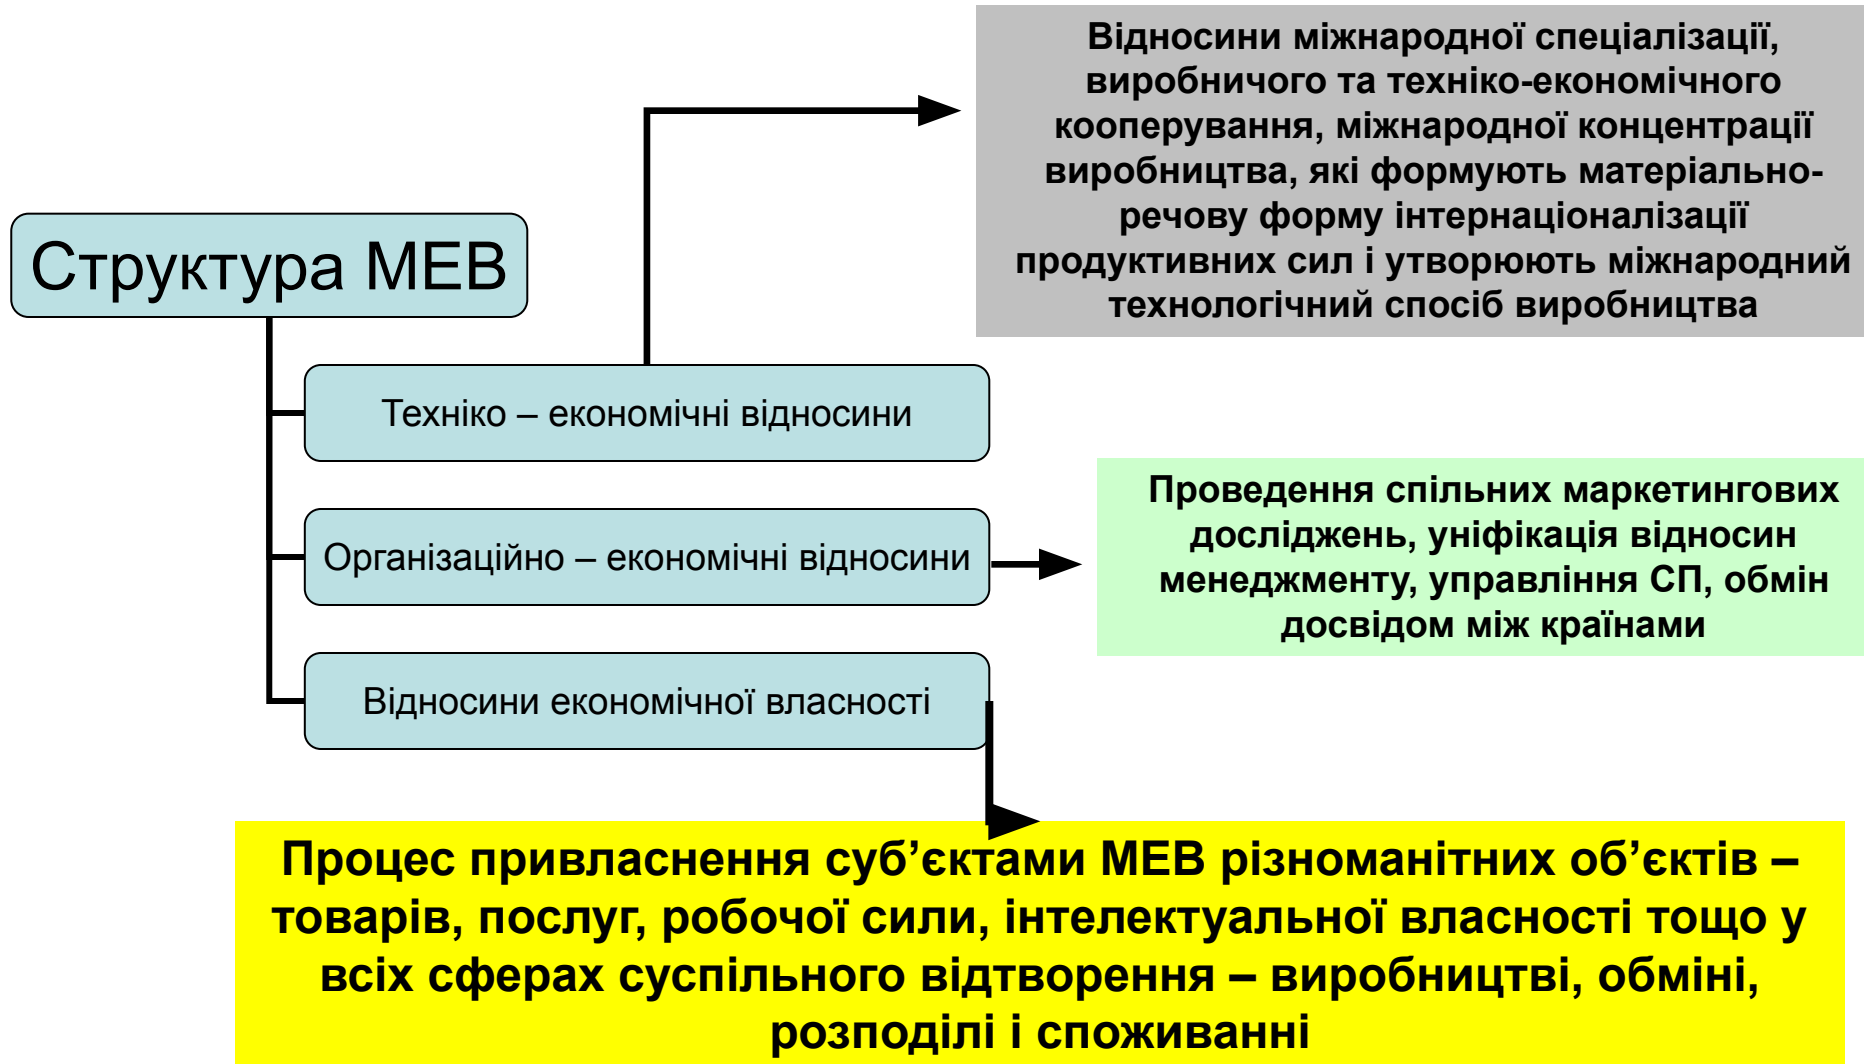 Структура МЕВ
Відносини міжнародної спеціалізації,
виробничого та техніко-економічного
кооперування, міжнародної концентрації
виробництва, які формують матеріально-
речову форму інтернаціоналізації
продуктивних сил і утворюють міжнародний
технологічний спосіб виробництва
Техніко – економічні відносини
Організаційно – економічні відносини
Проведення спільних маркетингових
досліджень, уніфікація відносин
менеджменту, управління СП, обмін
досвідом між країнами
Відносини економічної власності
Процес привласнення суб’єктами МЕВ різноманітних об’єктів –
товарів, послуг, робочої сили, інтелектуальної власності тощо у
всіх сферах суспільного відтворення – виробництві, обміні,
розподілі і споживанні